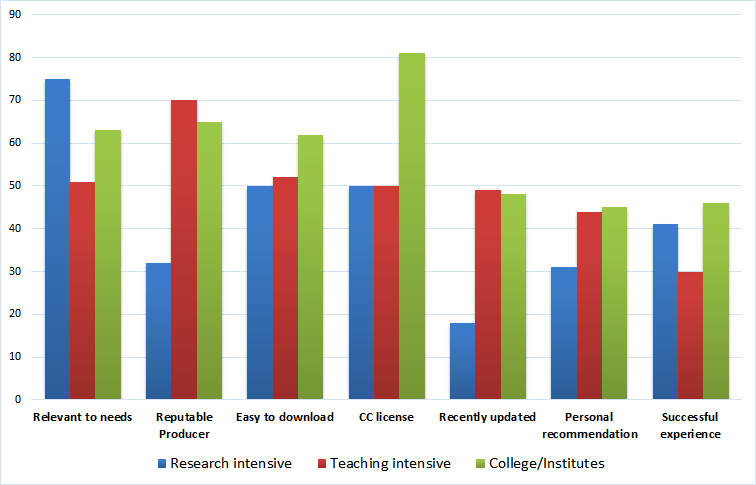 90
80
70
60
50
40
30
20
10
0
Relevant to needs
Reputable
Producer
Easy to download
CC license
Recently updated
Personal
recommendation
Successful
experience
Research intensive
Teaching intensive
College/Institutes